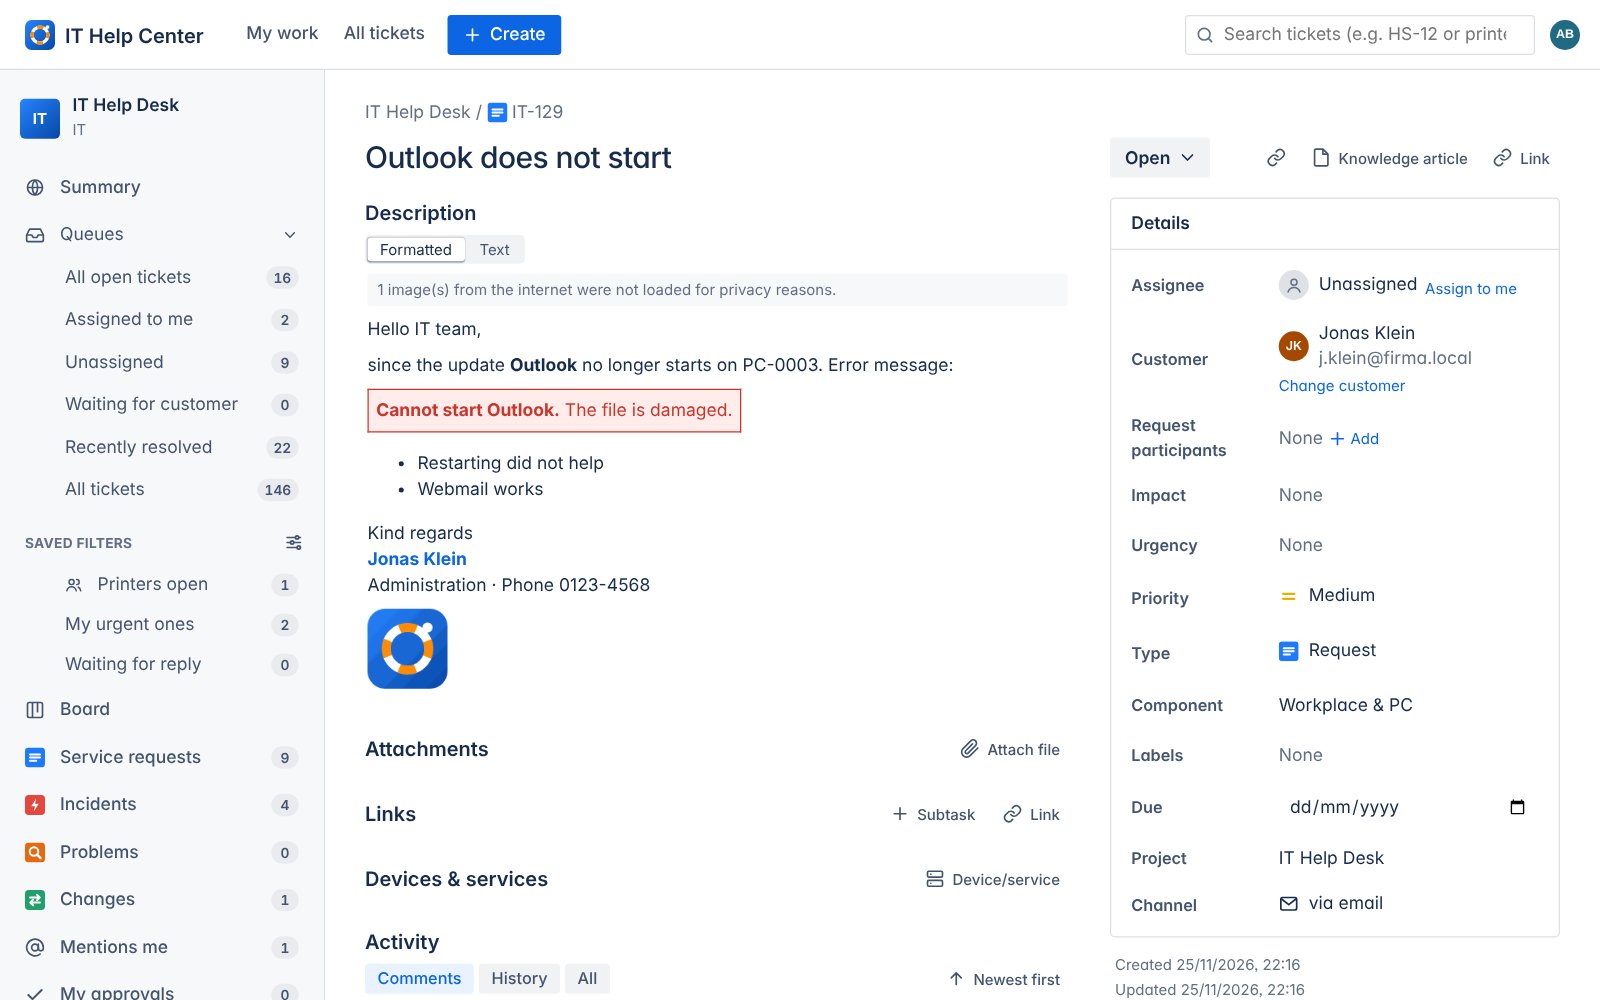 IT Help Center
My work
All tickets
Create
Search tickets (e.g. HS-12 or printe
AB
IT
IT Help Desk
IT
Summary
Queues
All open tickets 16
Assigned to me 2
Unassigned 9
Waiting for customer 0
Recently resolved 22
All tickets 146
SAVED FILTERS
Printers open 1
My urgent ones 2
Waiting for reply 0
Board
Service requests 9
Incidents 4
Problems 0
Changes 1
Mentions me 1
My approvals 0
IT Help Desk / IT-129
Outlook does not start
Description
Formatted Text
1 image(s) from the internet were not loaded for privacy reasons.
Hello IT team,
since the update Outlook no longer starts on PC-0003. Error message:
Cannot start Outlook. The file is damaged.
• Restarting did not help
• Webmail works
Kind regards
Jonas Klein
Administration · Phone 0123-4568
Attachments
Attach file
Links
Subtask Link
Devices & services
Device/service
Activity
Comments History All
Newest first
Open
Knowledge article
Link
Details
Assignee
Unassigned Assign to me
Customer
JK
Jonas Klein
j.klein@firma.local
Change customer
Request
participants
None + Add
Impact
None
Urgency
None
Priority
Medium
Type
Request
Component
Workplace & PC
Labels
None
Due
dd/mm/yyyy
Project
IT Help Desk
Channel
via email
Created 25/11/2026, 22:16
Updated 25/11/2026, 22:16